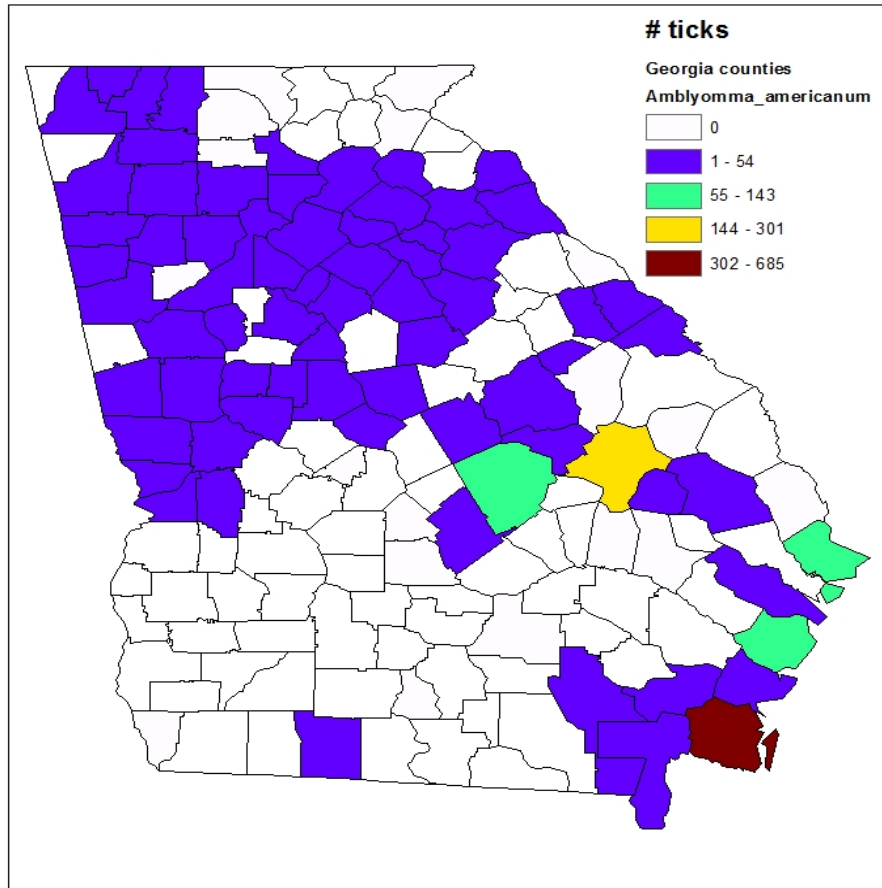 # ticks
Georgia counties
Amblyomma_americanum
0
1 - 54
55 - 143
144 - 301
302 - 685